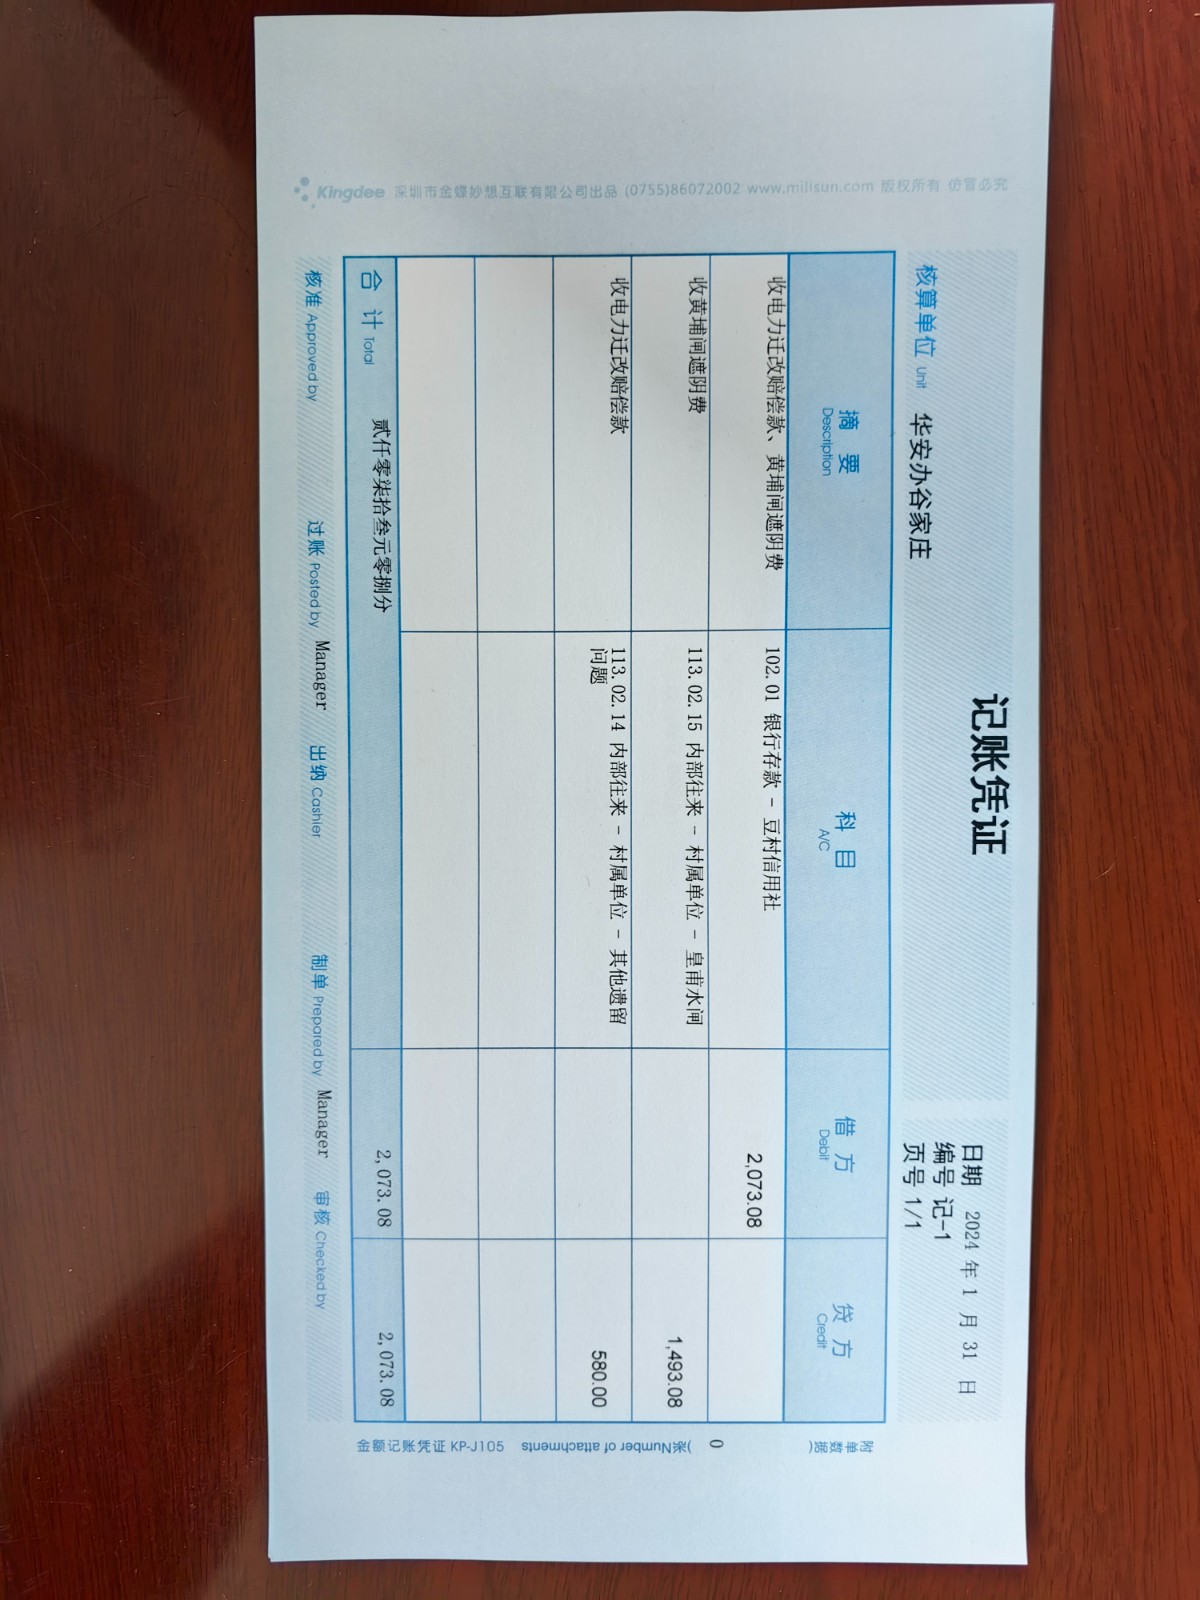 记账凭证
日期 2024 年 1 月 31 日
编号 记-1
页号 1/1
核算单位 Unit 华安办谷家庄
摘 要 科 目 借 方 贷 方
Description A/C Debit Credit
收电力迁改赔偿款、黄埔闸遮阴费 102.01 银行存款 - 豆村信用社 2,073.08
收黄埔闸遮阴费 113.02.15 内部往来 - 村属单位 - 皇甫水闸 1,493.08
收电力迁改赔偿款 113.02.14 内部往来 - 村属单位 - 其他遗留 580.00
问题
合 计 Total 贰仟零柒拾叁元零捌分 2,073.08 2,073.08
核准 Approved by 过账 Posted by Manager 出纳 Cashier 制单 Prepared by Manager 审核 Checked by
附单据数( 0 )张Number of attachments
金额记账凭证 KP-J105
Kingdee 深圳市金蝶妙想互联有限公司出品 (0755)86072002 www.milisun.com 版权所有 仿冒必究